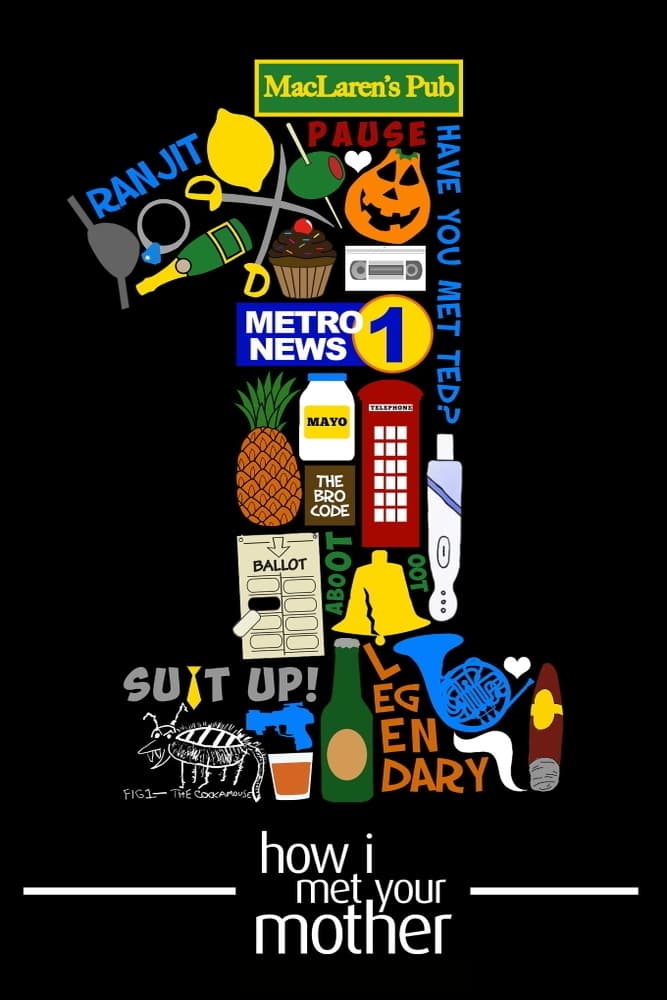 MacLaren's Pub
PAUSE
RANJIT
HAVE YOU MET TED?
METRO
NEWS
1
MAYO
TELEPHONE
THE
BRO
CODE
BALLOT
ABOOT
OOT
SUIT UP!
L
EG
EN
DARY
FIG1— THE COCKAMOUSE
how i
met your
mother